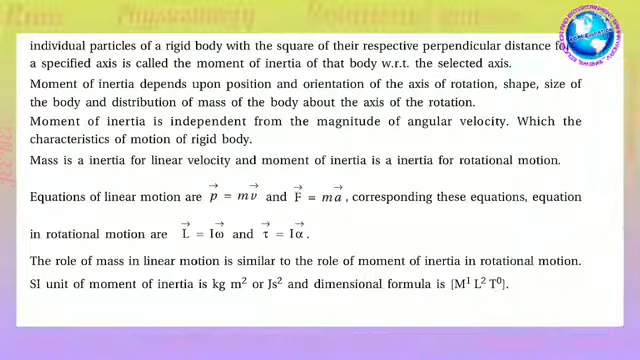 individual particles of a rigid body with the square of their respective perpendicular distance
a specified axis is called the moment of inertia of that body w.r.t. the selected axis.
Moment of inertia depends upon position and orientation of the axis of rotation, shape, size of
the body and distribution of mass of the body about the axis of the rotation.
Moment of inertia is independent from the magnitude of angular velocity. Which the
characteristics of motion of rigid body.
Mass is a inertia for linear velocity and moment of inertia is a inertia for rotational motion.
Equations of linear motion are p⃗ = mv⃗ and F⃗ = ma⃗, corresponding these equations, equation
in rotational motion are L⃗ = Iω⃗ and τ⃗ = Iα⃗.
The role of mass in linear motion is similar to the role of moment of inertia in rotational motion.
SI unit of moment of inertia is kg m² or Js² and dimensional formula is [M¹ L² T⁰].